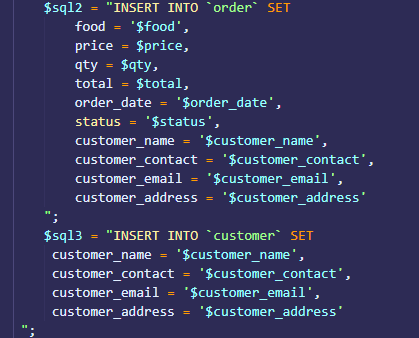 $sql2 = "INSERT INTO `order` SET
food = '$food',
price = $price,
qty = $qty,
total = $total,
order_date = '$order_date',
status = '$status',
customer_name = '$customer_name',
customer_contact = '$customer_contact',
customer_email = '$customer_email',
customer_address = '$customer_address'
";
$sql3 = "INSERT INTO `customer` SET
customer_name = '$customer_name',
customer_contact = '$customer_contact',
customer_email = '$customer_email',
customer_address = '$customer_address'
";